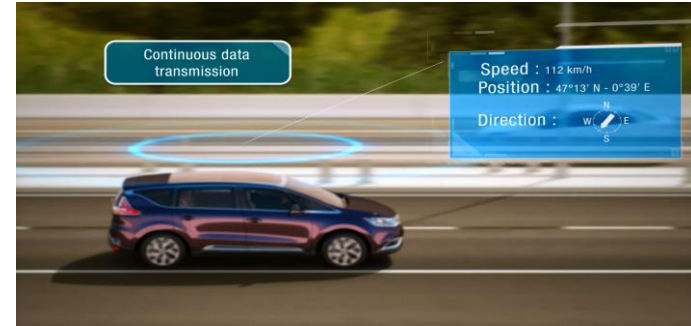 Continuous data
transmission
Speed : 112 km/h
Position : 47°13' N - 0°39' E
N
Direction : W E
S